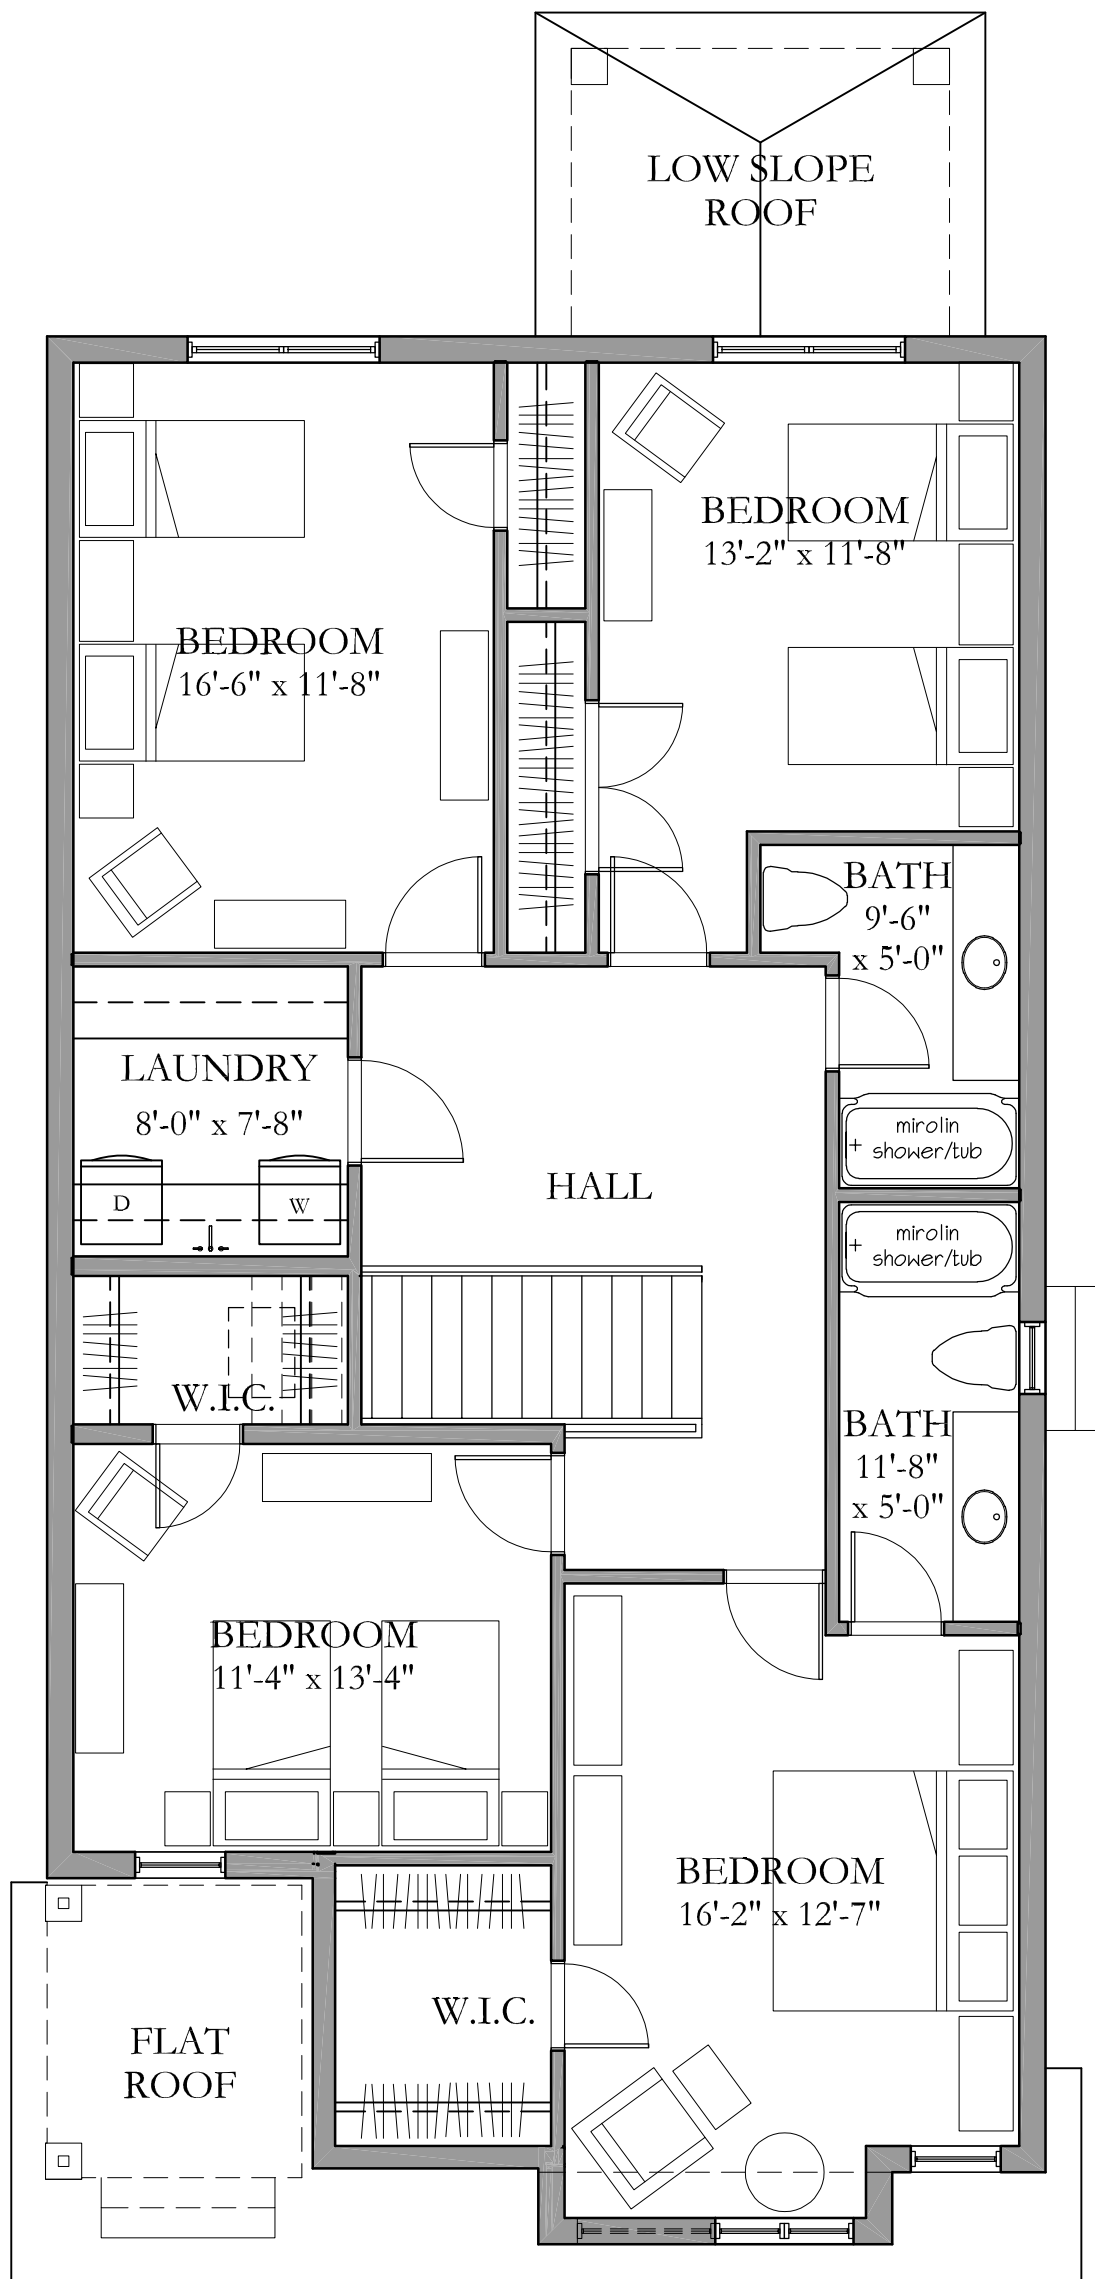 LOW SLOPE
ROOF
BEDROOM
13'-2" x 11'-8"
BEDROOM
16'-6" x 11'-8"
BATH
9'-6"
x 5'-0"
LAUNDRY
8'-0" x 7'-8"
mirolin
shower/tub
D
W
HALL
mirolin
shower/tub
W.I.C.
BATH
11'-8"
x 5'-0"
BEDROOM
11'-4" x 13'-4"
BEDROOM
16'-2" x 12'-7"
W.I.C.
FLAT
ROOF